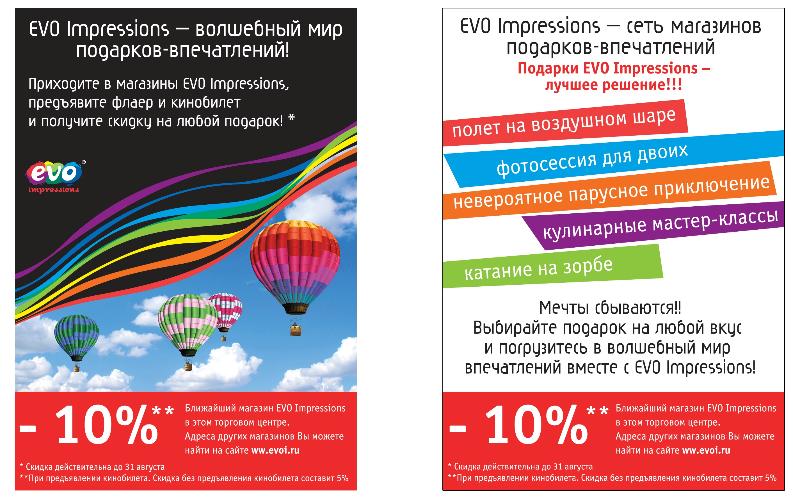 EVO Impressions — волшебный мир
подарков-впечатлений!
Приходите в магазины EVO Impressions,
предъявите флаер и кинобилет
и получите скидку на любой подарок! *
evo
impressions
- 10%**
Ближайший магазин EVO Impressions
в этом торговом центре.
Адреса других магазинов Вы можете
найти на сайте ww.evoi.ru
* Скидка действительна до 31 августа
**При предъявлении кинобилета. Скидка без предъявления кинобилета составит 5%
EVO Impressions — сеть магазинов
подарков-впечатлений
Подарки EVO Impressions —
лучшее решение!!!
полет на воздушном шаре
фотосессия для двоих
невероятное парусное приключение
кулинарные мастер-классы
катание на зорбе
Мечты сбываются!!
Выбирайте подарок на любой вкус
и погрузитесь в волшебный мир
впечатлений вместе с EVO Impressions!
- 10%**
Ближайший магазин EVO Impressions
в этом торговом центре.
Адреса других магазинов Вы можете
найти на сайте ww.evoi.ru
* Скидка действительна до 31 августа
**При предъявлении кинобилета. Скидка без предъявления кинобилета составит 5%